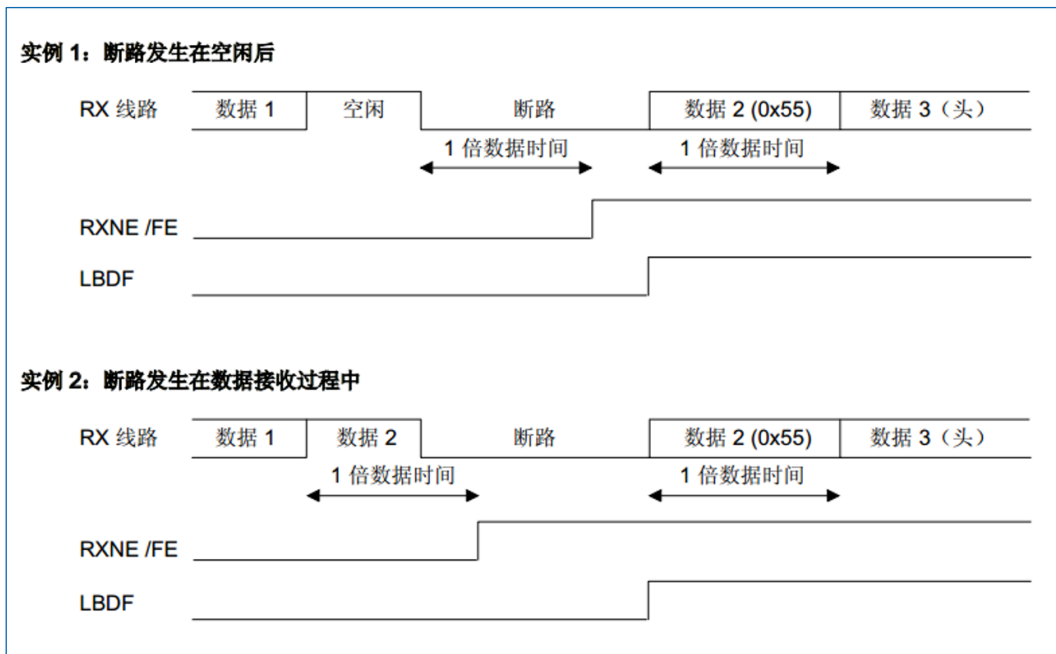 实例 1：断路发生在空闲后
RX 线路 数据 1 空闲 断路 数据 2 (0x55) 数据 3（头）
1 倍数据时间 1 倍数据时间
RXNE /FE
LBDF
实例 2：断路发生在数据接收过程中
RX 线路 数据 1 数据 2 断路 数据 2 (0x55) 数据 3（头）
1 倍数据时间 1 倍数据时间
RXNE /FE
LBDF